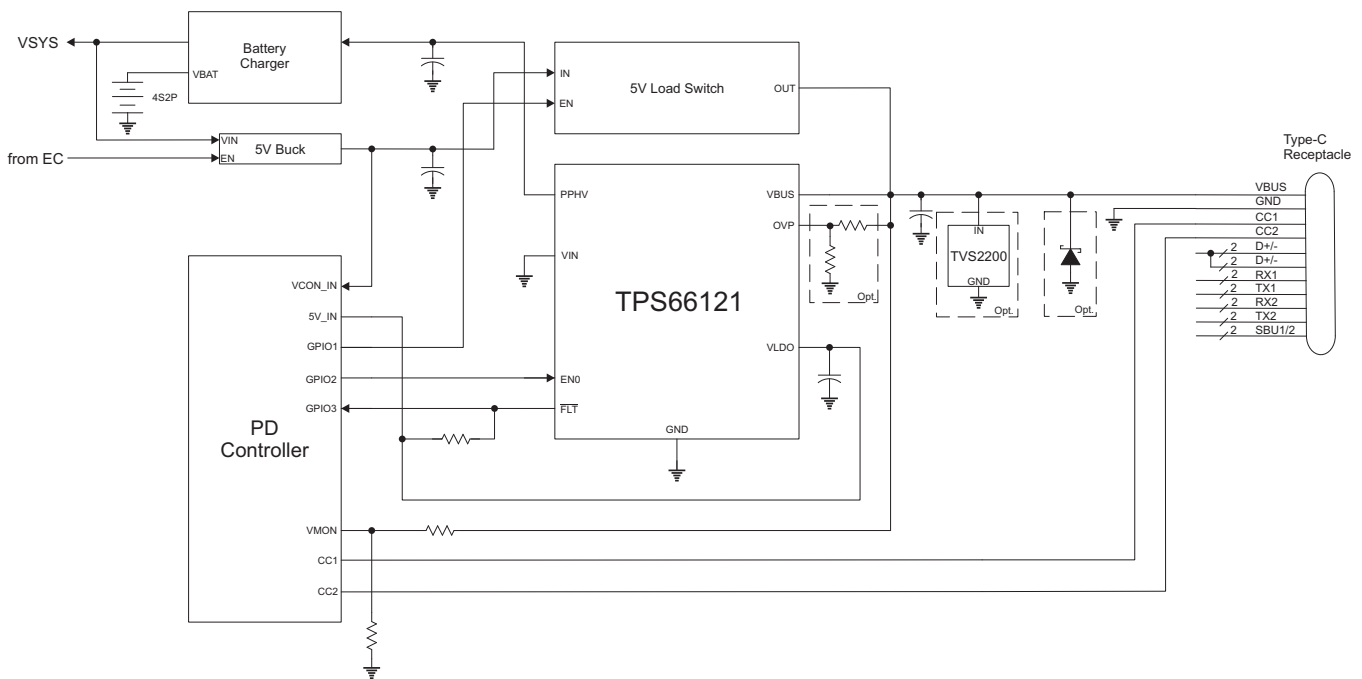 VSYS
Battery
Charger
VBAT
4S2P
from EC
VIN
EN
5V Buck
IN
EN
5V Load Switch
OUT
PPHV
VIN
EN0
FLT
TPS66121
VBUS
OVP
VLDO
GND
Opt.
IN
TVS2200
GND
Opt.
Opt.
Type-C
Receptacle
VBUS
GND
CC1
CC2
2 D+/-
2 D+/-
2 RX1
2 TX1
2 RX2
2 TX2
2 SBU1/2
VCON_IN
5V_IN
GPIO1
GPIO2
GPIO3
PD
Controller
VMON
CC1
CC2